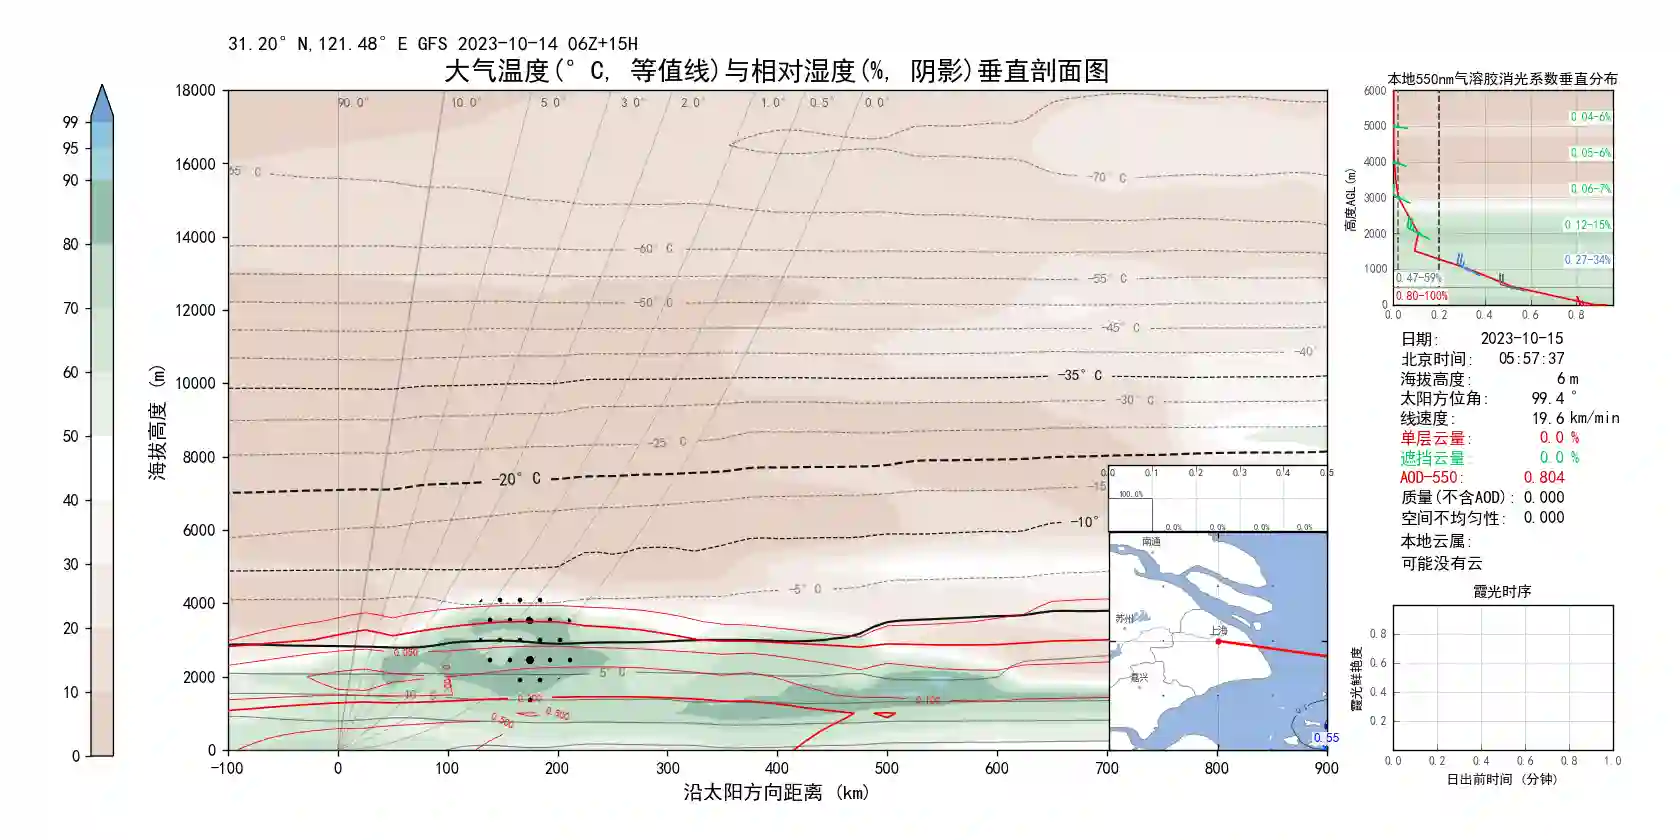 31.20°N,121.48°E GFS 2023-10-14 06Z+15H
大气温度(°C, 等值线)与相对湿度(%, 阴影)垂直剖面图
99
95
90
80
70
60
50
40
30
20
10
0
海拔高度 (m)
18000
16000
14000
12000
10000
8000
6000
4000
2000
0
90.0° 10.0° 5.0° 3.0° 2.0° 1.0° 0.5° 0.0°
-70°C
-60°C
-55°C
-50°C
-45°C
-40°
-35°C
-30°C
-25°C
-20°C
-15
-10°
-5°C
5°C
10
0.050
0.100
0.100
0.500
0.500
-100 0 100 200 300 400 500 600 700 800 900
沿太阳方向距离 (km)
0.0 0.1 0.2 0.3 0.4 0.5
100.0%
0.0% 0.0% 0.0% 0.0%
南通
苏州
上海
嘉兴
0.55
本地550nm气溶胶消光系数垂直分布
高度AGL(m)
6000
5000
4000
3000
2000
1000
0
0.04-6%
0.05-6%
0.06-7%
0.12-15%
0.27-34%
0.47-59%
0.80-100%
0.0 0.2 0.4 0.6 0.8
日期: 2023-10-15
北京时间: 05:57:37
海拔高度: 6 m
太阳方位角: 99.4 °
线速度: 19.6 km/min
单层云量: 0.0 %
遮挡云量: 0.0 %
AOD-550: 0.804
质量(不含AOD): 0.000
空间不均匀性: 0.000
本地云属:
可能没有云
霞光时序
霞光鲜艳度
0.8
0.6
0.4
0.2
0.0 0.2 0.4 0.6 0.8 1.0
日出前时间 (分钟)